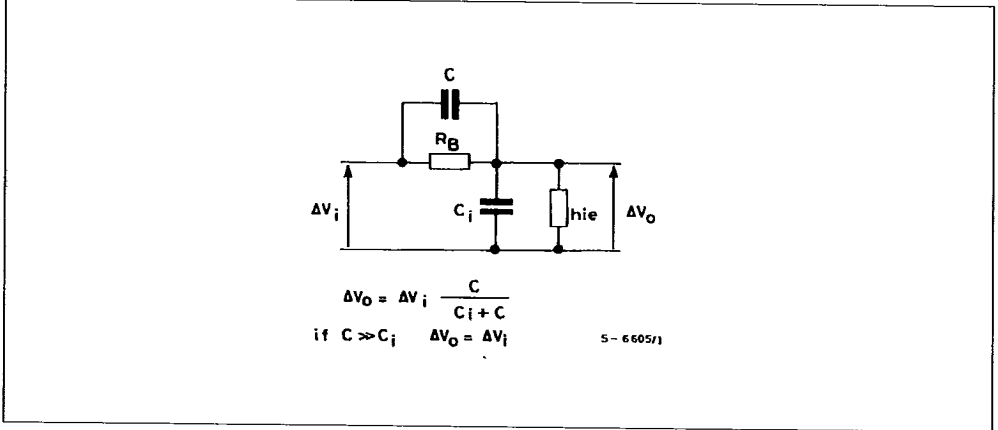 C
R_B
ΔV_i
C_i
hie
ΔV_o
ΔV_o = ΔV_i C / (C_i + C)
if C ≫ C_i ΔV_o = ΔV_i
S-6605/1